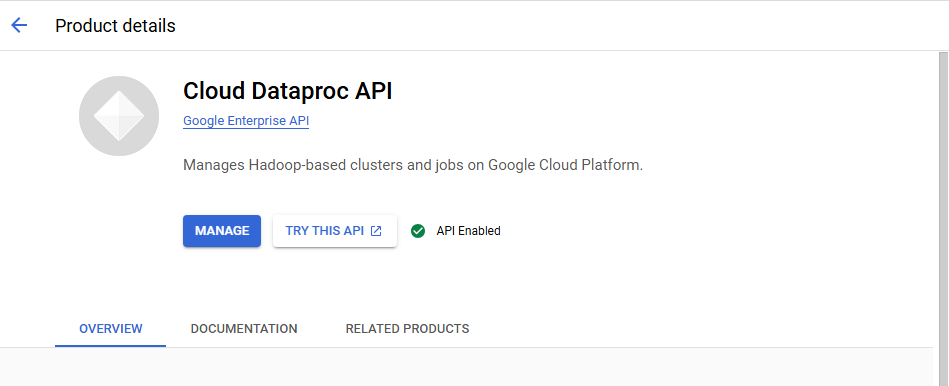 Product details
Cloud Dataproc API
Google Enterprise API
Manages Hadoop-based clusters and jobs on Google Cloud Platform.
MANAGE TRY THIS API API Enabled
OVERVIEW DOCUMENTATION RELATED PRODUCTS